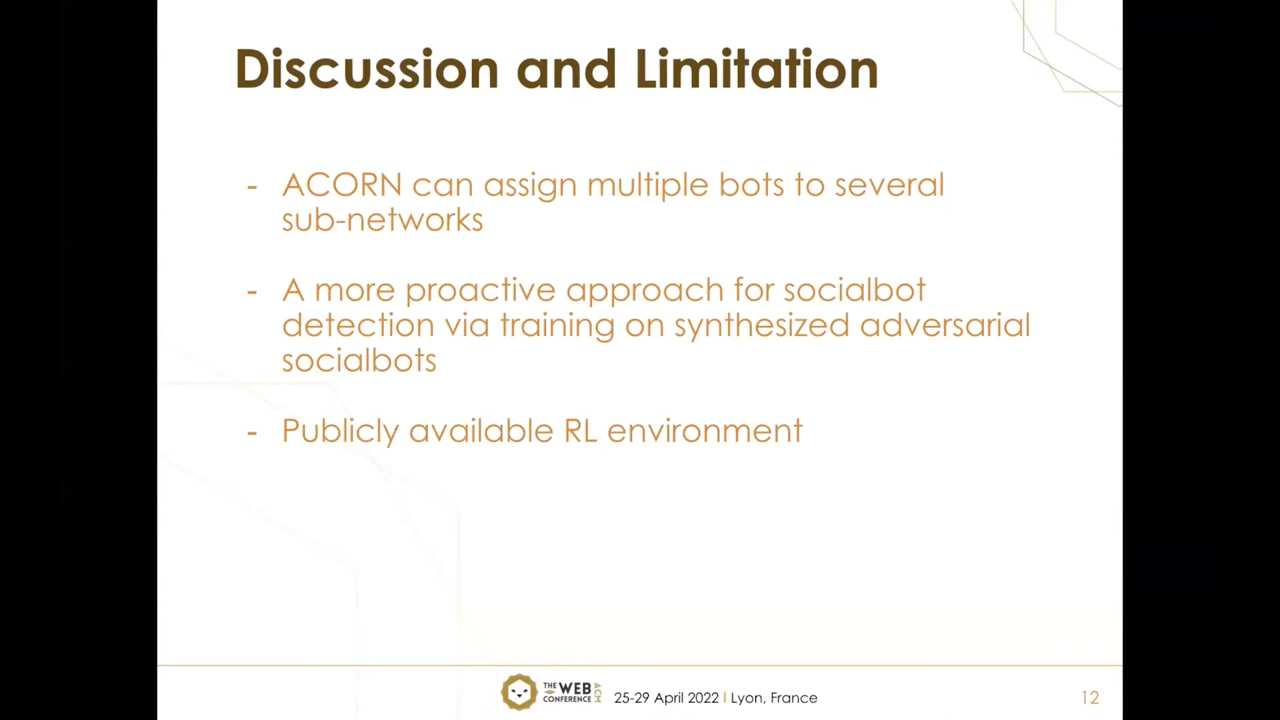 Discussion and Limitation
- ACORN can assign multiple bots to several
sub-networks
- A more proactive approach for socialbot
detection via training on synthesized adversarial
socialbots
- Publicly available RL environment
THE WEB
CONFERENCE
ACM
25-29 April 2022 I Lyon, France
12